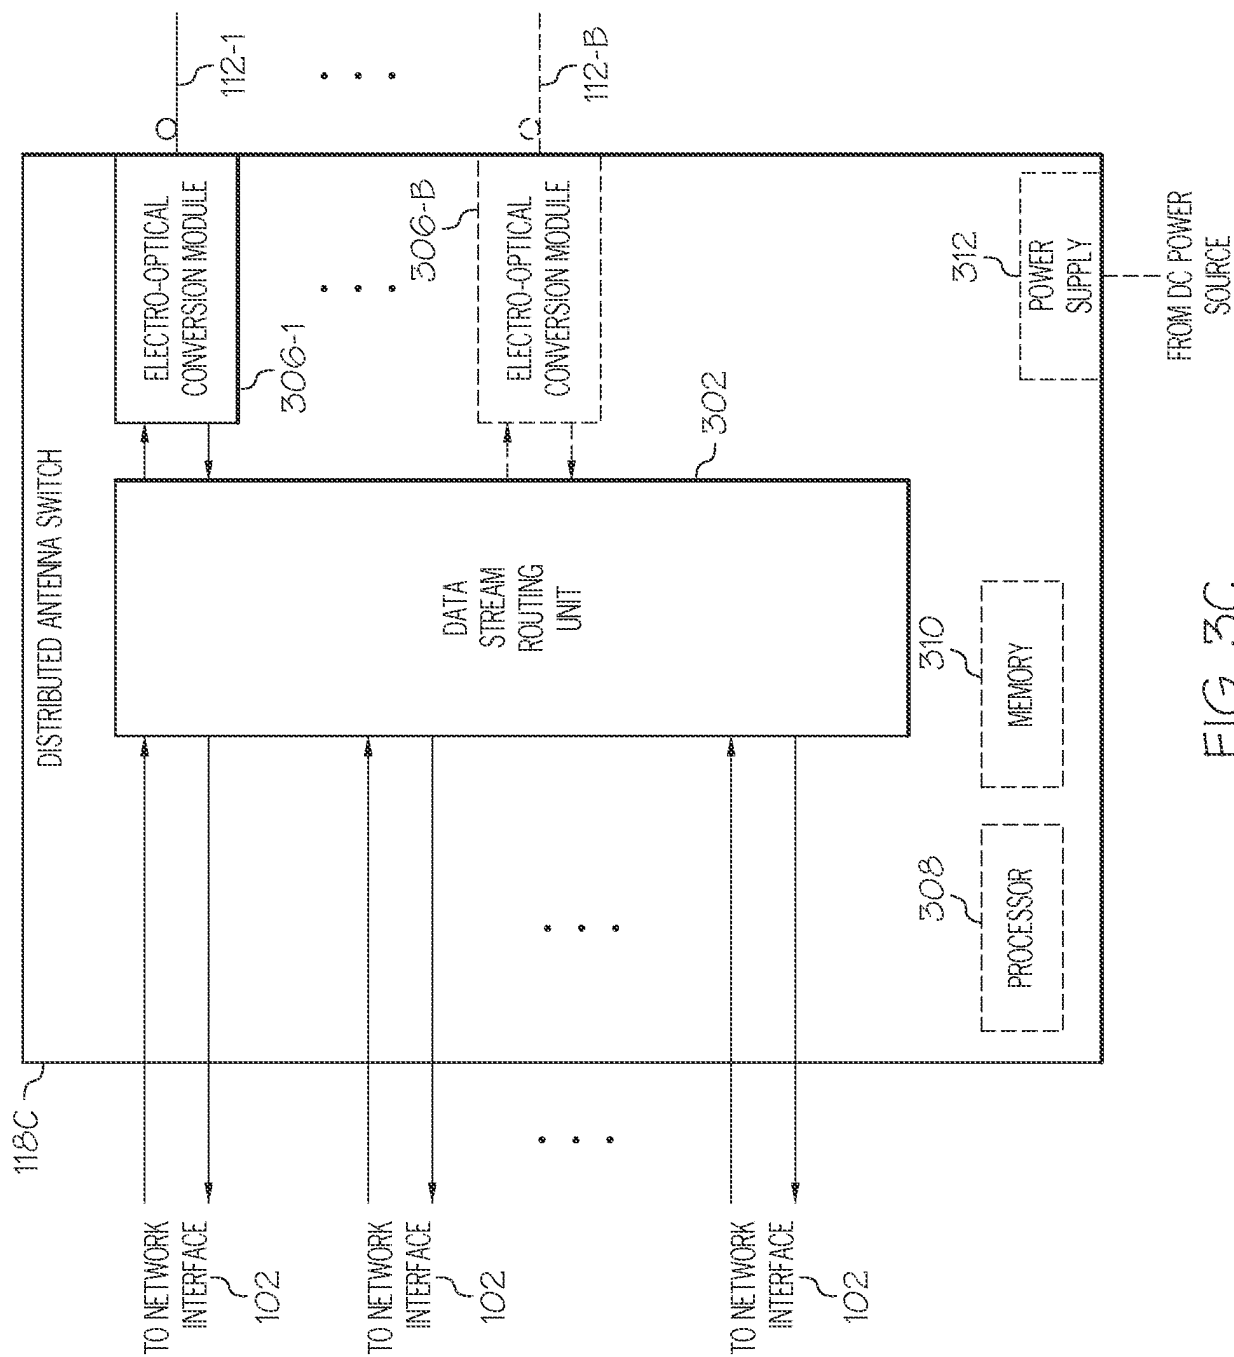 118C
DISTRIBUTED ANTENNA SWITCH
TO NETWORK
INTERFACE
102
TO NETWORK
INTERFACE
102
TO NETWORK
INTERFACE
102
DATA
STREAM
ROUTING
UNIT
302
ELECTRO-OPTICAL
CONVERSION MODULE
306-1
112-1
306-B
ELECTRO-OPTICAL
CONVERSION MODULE
112-B
308
PROCESSOR
310
MEMORY
312
POWER
SUPPLY
FROM DC POWER
SOURCE
FIG. 3C